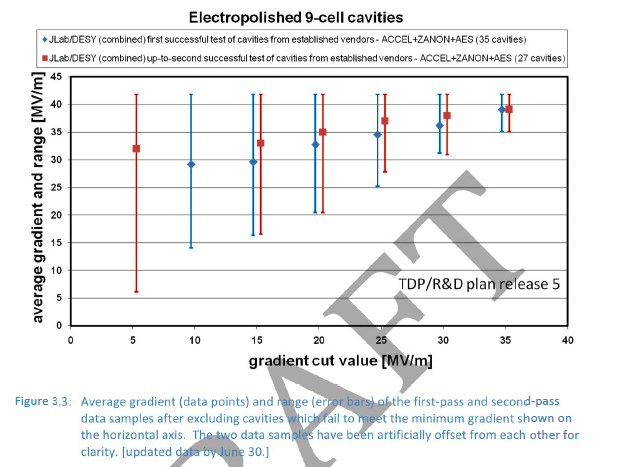 Electropolished 9-cell cavities
JLab/DESY (combined) first successful test of cavities from established vendors - ACCEL+ZANON+AES (35 cavities)
JLab/DESY (combined) up-to-second successful test of cavities from established vendors - ACCEL+ZANON+AES (27 cavities)
average gradient and range [MV/m]
45
40
35
30
25
20
15
10
5
0
TDP/R&D plan release 5
0 5 10 15 20 25 30 35 40
gradient cut value [MV/m]
DRAFT
Figure 3.3: Average gradient (data points) and range (error bars) of the first-pass and second-pass
data samples after excluding cavities which fail to meet the minimum gradient shown on
the horizontal axis. The two data samples have been artificially offset from each other for
clarity. [updated data by June 30.]